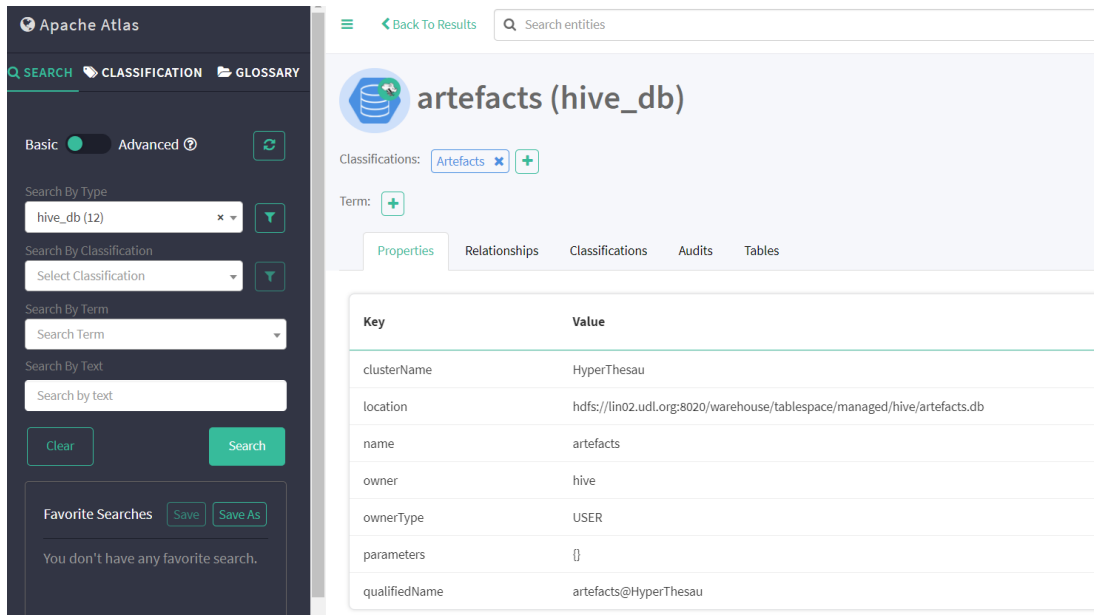 Apache Atlas
SEARCH CLASSIFICATION GLOSSARY
Basic Advanced
Search By Type
hive_db (12)
Search By Classification
Select Classification
Search By Term
Search Term
Search By Text
Search by text
Clear Search
Favorite Searches Save Save As
You don't have any favorite search.
Back To Results Search entities
artefacts (hive_db)
Classifications: Artefacts
Term:
Properties Relationships Classifications Audits Tables
Key Value
clusterName HyperThesau
location hdfs://lin02.udl.org:8020/warehouse/tablespace/managed/hive/artefacts.db
name artefacts
owner hive
ownerType USER
parameters {}
qualifiedName artefacts@HyperThesau